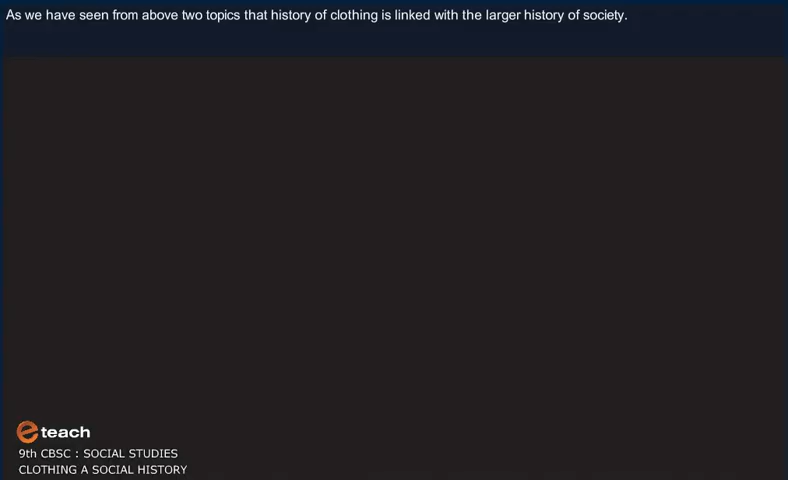 As we have seen from above two topics that history of clothing is linked with the larger history of society.
e teach
9th CBSC : SOCIAL STUDIES
CLOTHING A SOCIAL HISTORY